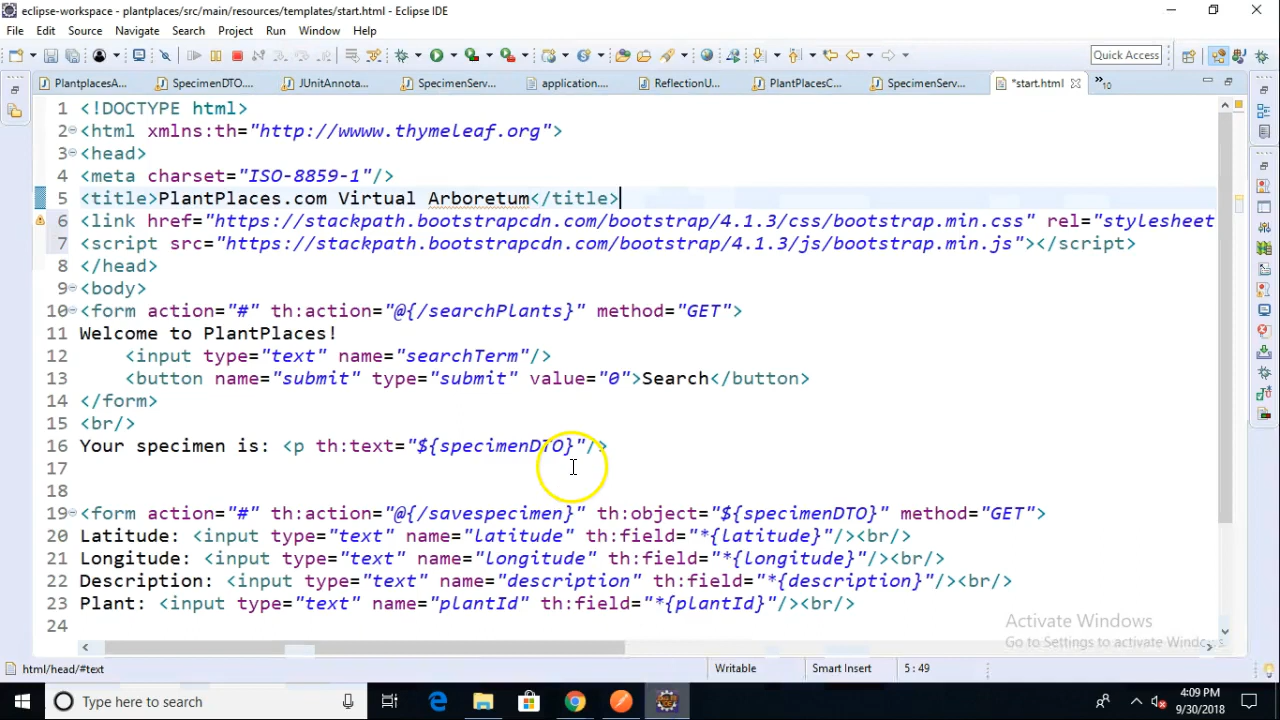 eclipse-workspace - plantplaces/src/main/resources/templates/start.html - Eclipse IDE
File Edit Source Navigate Search Project Run Window Help
Quick Access
PlantplacesA... SpecimenDTO.... JUnitAnnota... SpecimenServ... application.... ReflectionU... PlantPlacesC... SpecimenServ... *start.html »10
1 <!DOCTYPE html>
2 <html xmlns:th="http://wwww.thymeleaf.org">
3 <head>
4 <meta charset="ISO-8859-1"/>
5 <title>PlantPlaces.com Virtual Arboretum</title>
6 <link href="https://stackpath.bootstrapcdn.com/bootstrap/4.1.3/css/bootstrap.min.css" rel="stylesheet
7 <script src="https://stackpath.bootstrapcdn.com/bootstrap/4.1.3/js/bootstrap.min.js"></script>
8 </head>
9 <body>
10 <form action="#" th:action="@{/searchPlants}" method="GET">
11 Welcome to PlantPlaces!
12 <input type="text" name="searchTerm"/>
13 <button name="submit" type="submit" value="0">Search</button>
14 </form>
15 <br/>
16 Your specimen is: <p th:text="${specimenDTO}"/>
17
18
19 <form action="#" th:action="@{/savespecimen}" th:object="${specimenDTO}" method="GET">
20 Latitude: <input type="text" name="latitude" th:field="*{latitude}"/><br/>
21 Longitude: <input type="text" name="longitude" th:field="*{longitude}"/><br/>
22 Description: <input type="text" name="description" th:field="*{description}"/><br/>
23 Plant: <input type="text" name="plantId" th:field="*{plantId}"/><br/>
24
Activate Windows
Go to Settings to activate Windows.
html/head/#text Writable Smart Insert 5 : 49
Type here to search
4:09 PM
9/30/2018